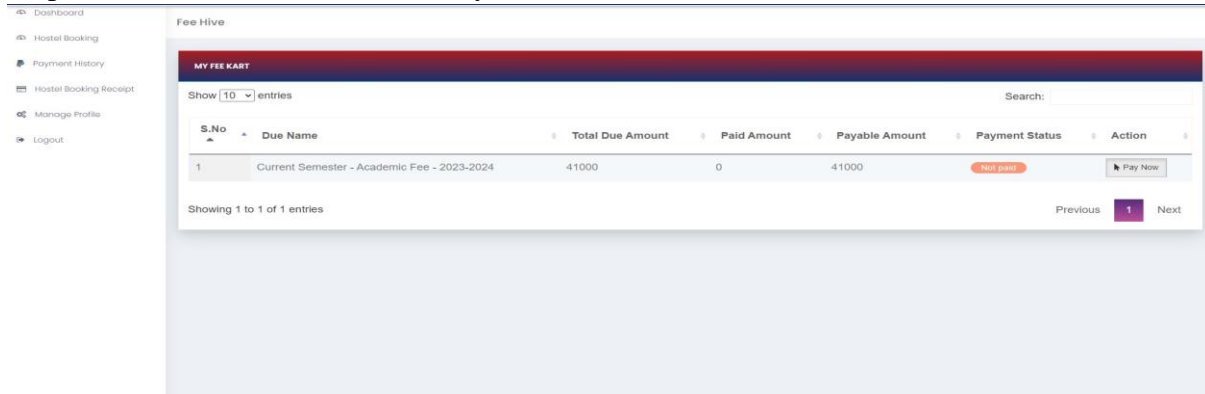 Dashboard
Fee Hive
Hostel Booking
Payment History
MY FEE KART
Hostel Booking Receipt
Show 10 entries
Search:
Manage Profile
Logout
S.No Due Name Total Due Amount Paid Amount Payable Amount Payment Status Action
1 Current Semester - Academic Fee - 2023-2024 41000 0 41000 Not paid Pay Now
Showing 1 to 1 of 1 entries
Previous 1 Next